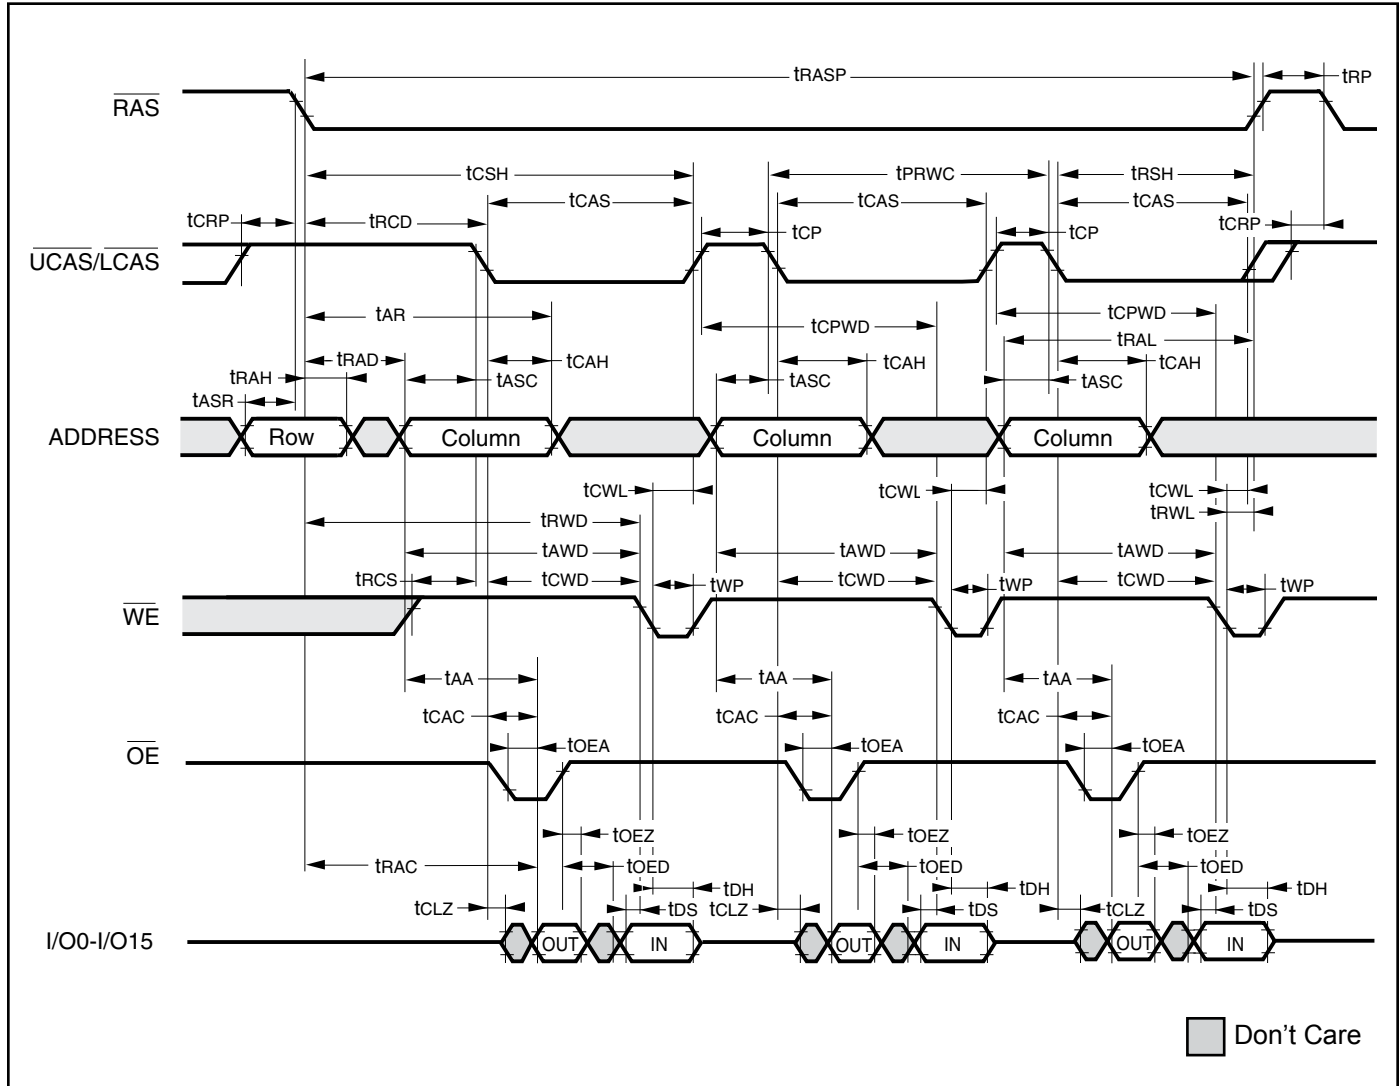 tRASP tRP
RAS
tCSH tPRWC tRSH
tCAS tCAS tCAS
tCRP tRCD tCP tCP tCRP
UCAS/LCAS
tAR tCPWD tCPWD
tRAL
tRAD tCAH tCAH tCAH
tRAH tASC tASC tASC
tASR
ADDRESS Row Column Column Column
tCWL tCWL tCWL
tRWD tRWL
tAWD tAWD tAWD
tRCS tCWD tWP tCWD tWP tCWD tWP
WE
tAA tAA tAA
tCAC tCAC tCAC
tOEA tOEA tOEA
OE
tOEZ tOEZ tOEZ
tRAC tOED tOED tOED
tDH tDH tDH
tCLZ tDS tCLZ tDS tCLZ tDS
I/O0-I/O15 OUT IN OUT IN OUT IN
Don't Care